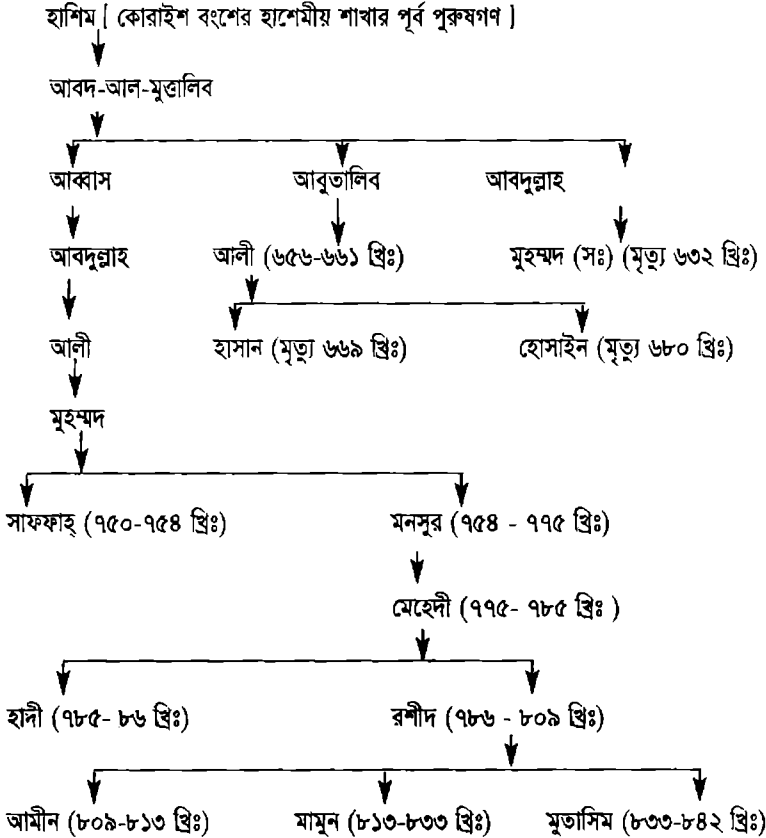 হাশিম [ কোরাইশ বংশের হাশেমীয় শাখার পূর্ব পুরুষগণ ]
আবদ-আল-মুত্তালিব
আব্বাস আবুতালিব আবদুল্লাহ
আবদুল্লাহ আলী (৬৫৬-৬৬১ খ্রিঃ) মুহম্মদ (সঃ) (মৃত্যু ৬৩২ খ্রিঃ)
আলী হাসান (মৃত্যু ৬৬৯ খ্রিঃ) হোসাইন (মৃত্যু ৬৮০ খ্রিঃ)
মুহম্মদ
সাফফাহ্ (৭৫০-৭৫৪ খ্রিঃ) মনসুর (৭৫৪ - ৭৭৫ খ্রিঃ)
মেহেদী (৭৭৫- ৭৮৫ খ্রিঃ )
হাদী (৭৮৫- ৮৬ খ্রিঃ) রশীদ (৭৮৬ - ৮০৯ খ্রিঃ)
আমীন (৮০৯-৮১৩ খ্রিঃ) মামুন (৮১৩-৮৩৩ খ্রিঃ) মুতাসিম (৮৩৩-৮৪২ খ্রিঃ)